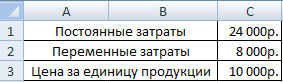 A B C
1 Постоянные затраты 24 000р.
2 Переменные затраты 8 000р.
3 Цена за единицу продукции 10 000р.